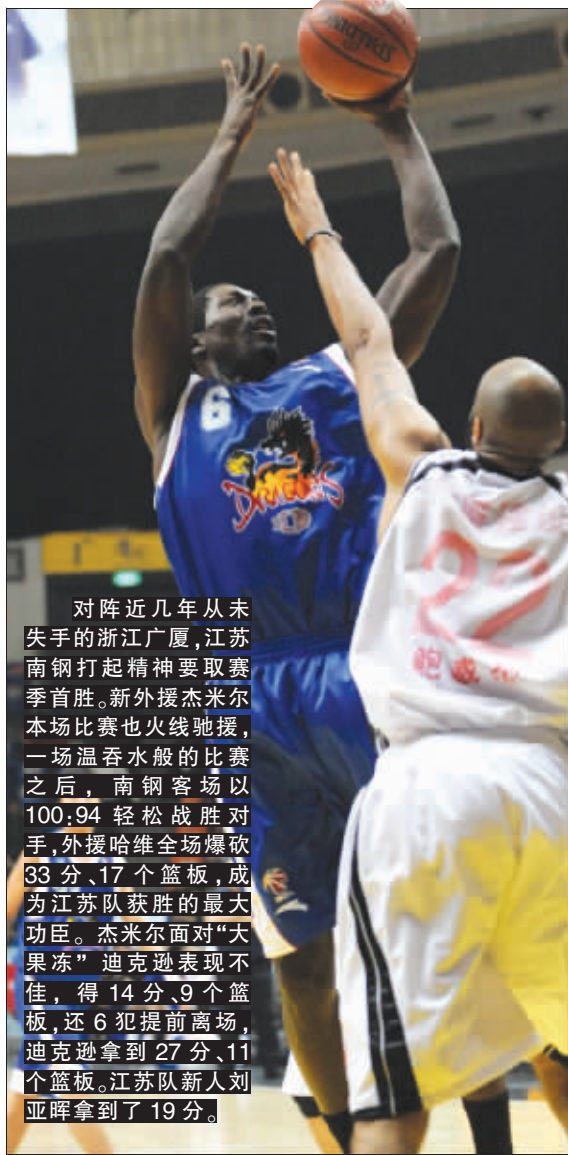 SPALDING
6
DRAGONS
22
对阵近几年从未
失手的浙江广厦,江苏
南钢打起精神要取赛
季首胜。新外援杰米尔
本场比赛也火线驰援,
一场温吞水般的比赛
之后，南钢客场以
100:94 轻松战胜对
手,外援哈维全场爆砍
33 分、17 个篮板,成
为江苏队获胜的最大
功臣。杰米尔面对“大
果冻”迪克逊表现不
佳，得 14 分、9 个篮
板,还 6 犯提前离场,
迪克逊拿到 27 分、11
个篮板。江苏队新人刘
亚晖拿到了 19 分。